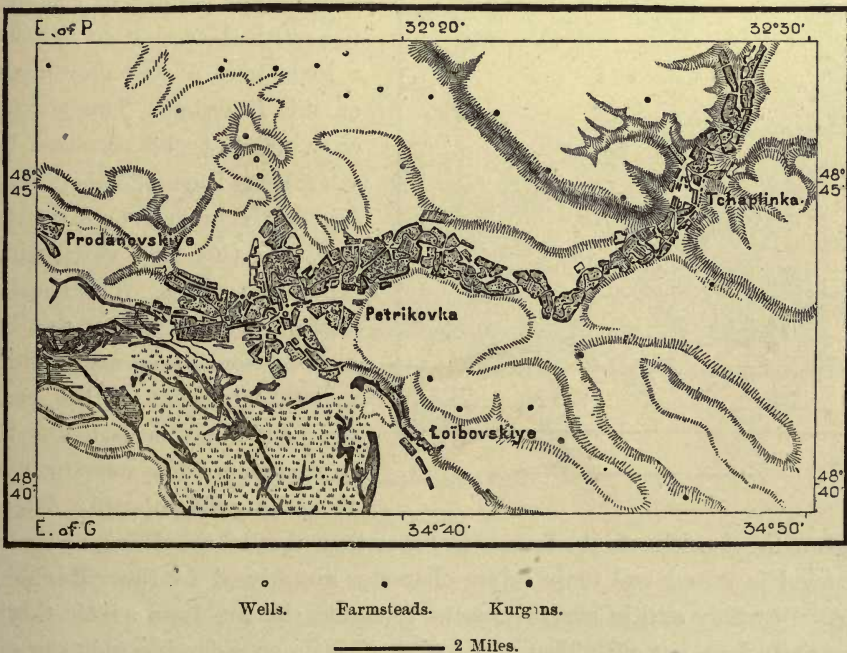 E. of P 32°20' 32°30'
48° 45' 48° 45'
Tchaplinka.
Prodanovskiye
Petrikovka
Loibovskiye
48° 40' 48° 40'
E. of G 34°40' 34°50'
Wells. Farmsteads. Kurgans.
2 Miles.